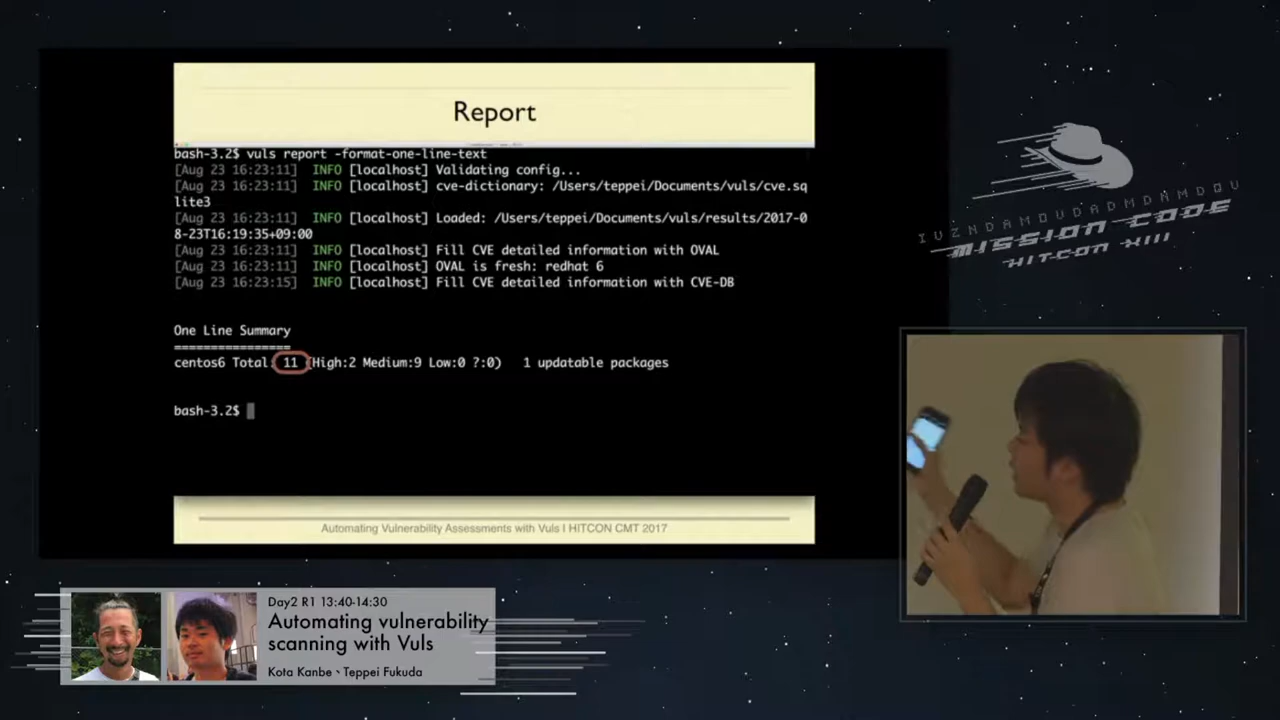 Report
bash-3.2$ vuls report -format-one-line-text
[Aug 23 16:23:11]  INFO [localhost] Validating config...
[Aug 23 16:23:11]  INFO [localhost] cve-dictionary: /Users/teppei/Documents/vuls/cve.sq
lite3
[Aug 23 16:23:11]  INFO [localhost] Loaded: /Users/teppei/Documents/vuls/results/2017-0
8-23T16:19:35+09:00
[Aug 23 16:23:11]  INFO [localhost] Fill CVE detailed information with OVAL
[Aug 23 16:23:11]  INFO [localhost] OVAL is fresh: redhat 6
[Aug 23 16:23:15]  INFO [localhost] Fill CVE detailed information with CVE-DB
One Line Summary
================
centos6 Total: 11 (High:2 Medium:9 Low:0 ?:0)   1 updatable packages
bash-3.2$
Automating Vulnerability Assessments with Vuls | HITCON CMT 2017
MISSION CODE
HITCON XIII
Day2 R1 13:40-14:30
Automating vulnerability
scanning with Vuls
Kota Kanbe、Teppei Fukuda